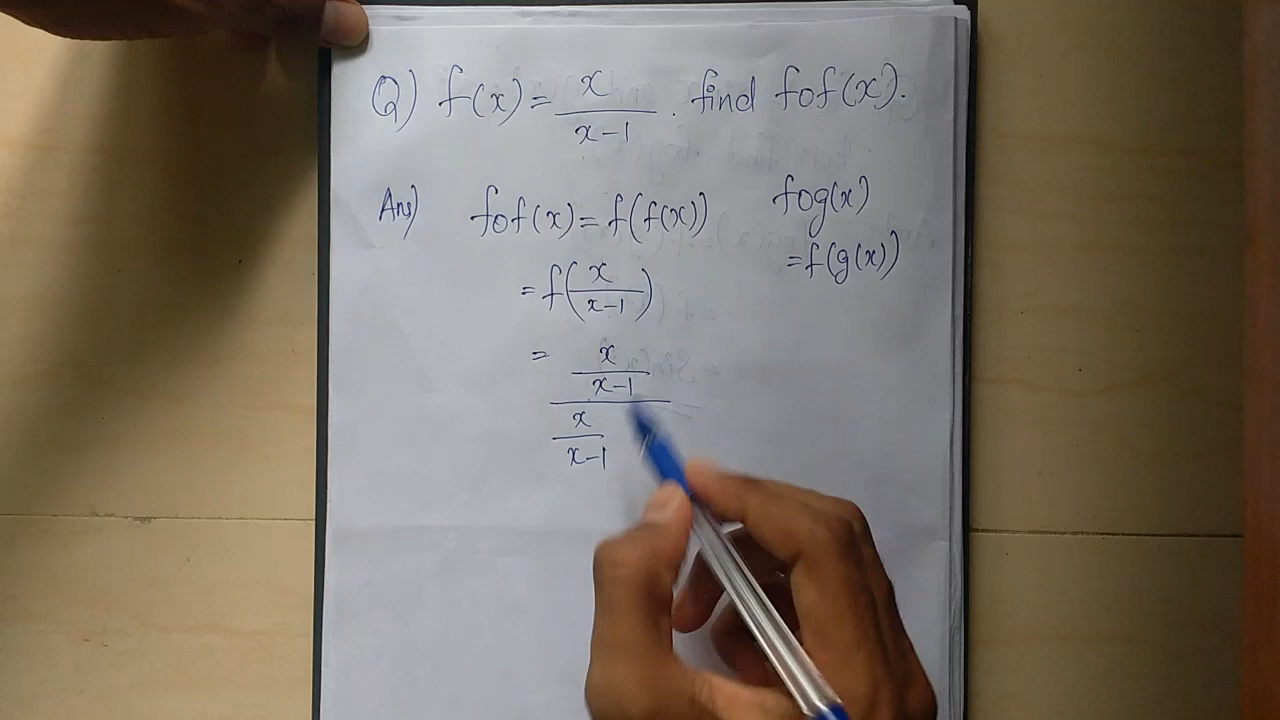 Q) f(x) = x / x-1 . find fof(x).
Ans) fof(x) = f(f(x))
fog(x)
= f(g(x))
= f(x / x-1)
= x / x-1
x / x-1